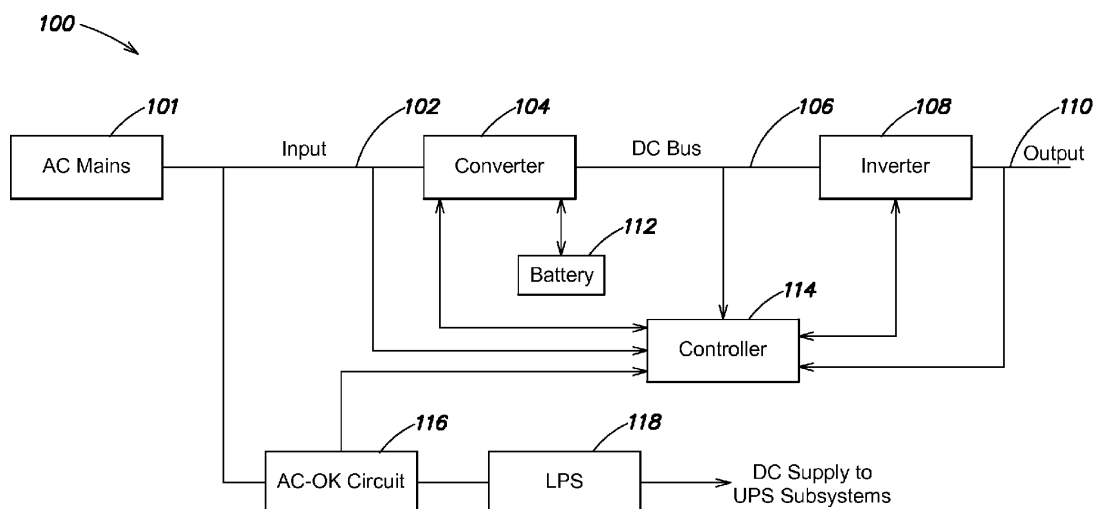 100
101
102
104
106
108
110
AC Mains
Input
Converter
DC Bus
Inverter
Output
112
Battery
114
Controller
116
118
AC-OK Circuit
LPS
DC Supply to
UPS Subsystems